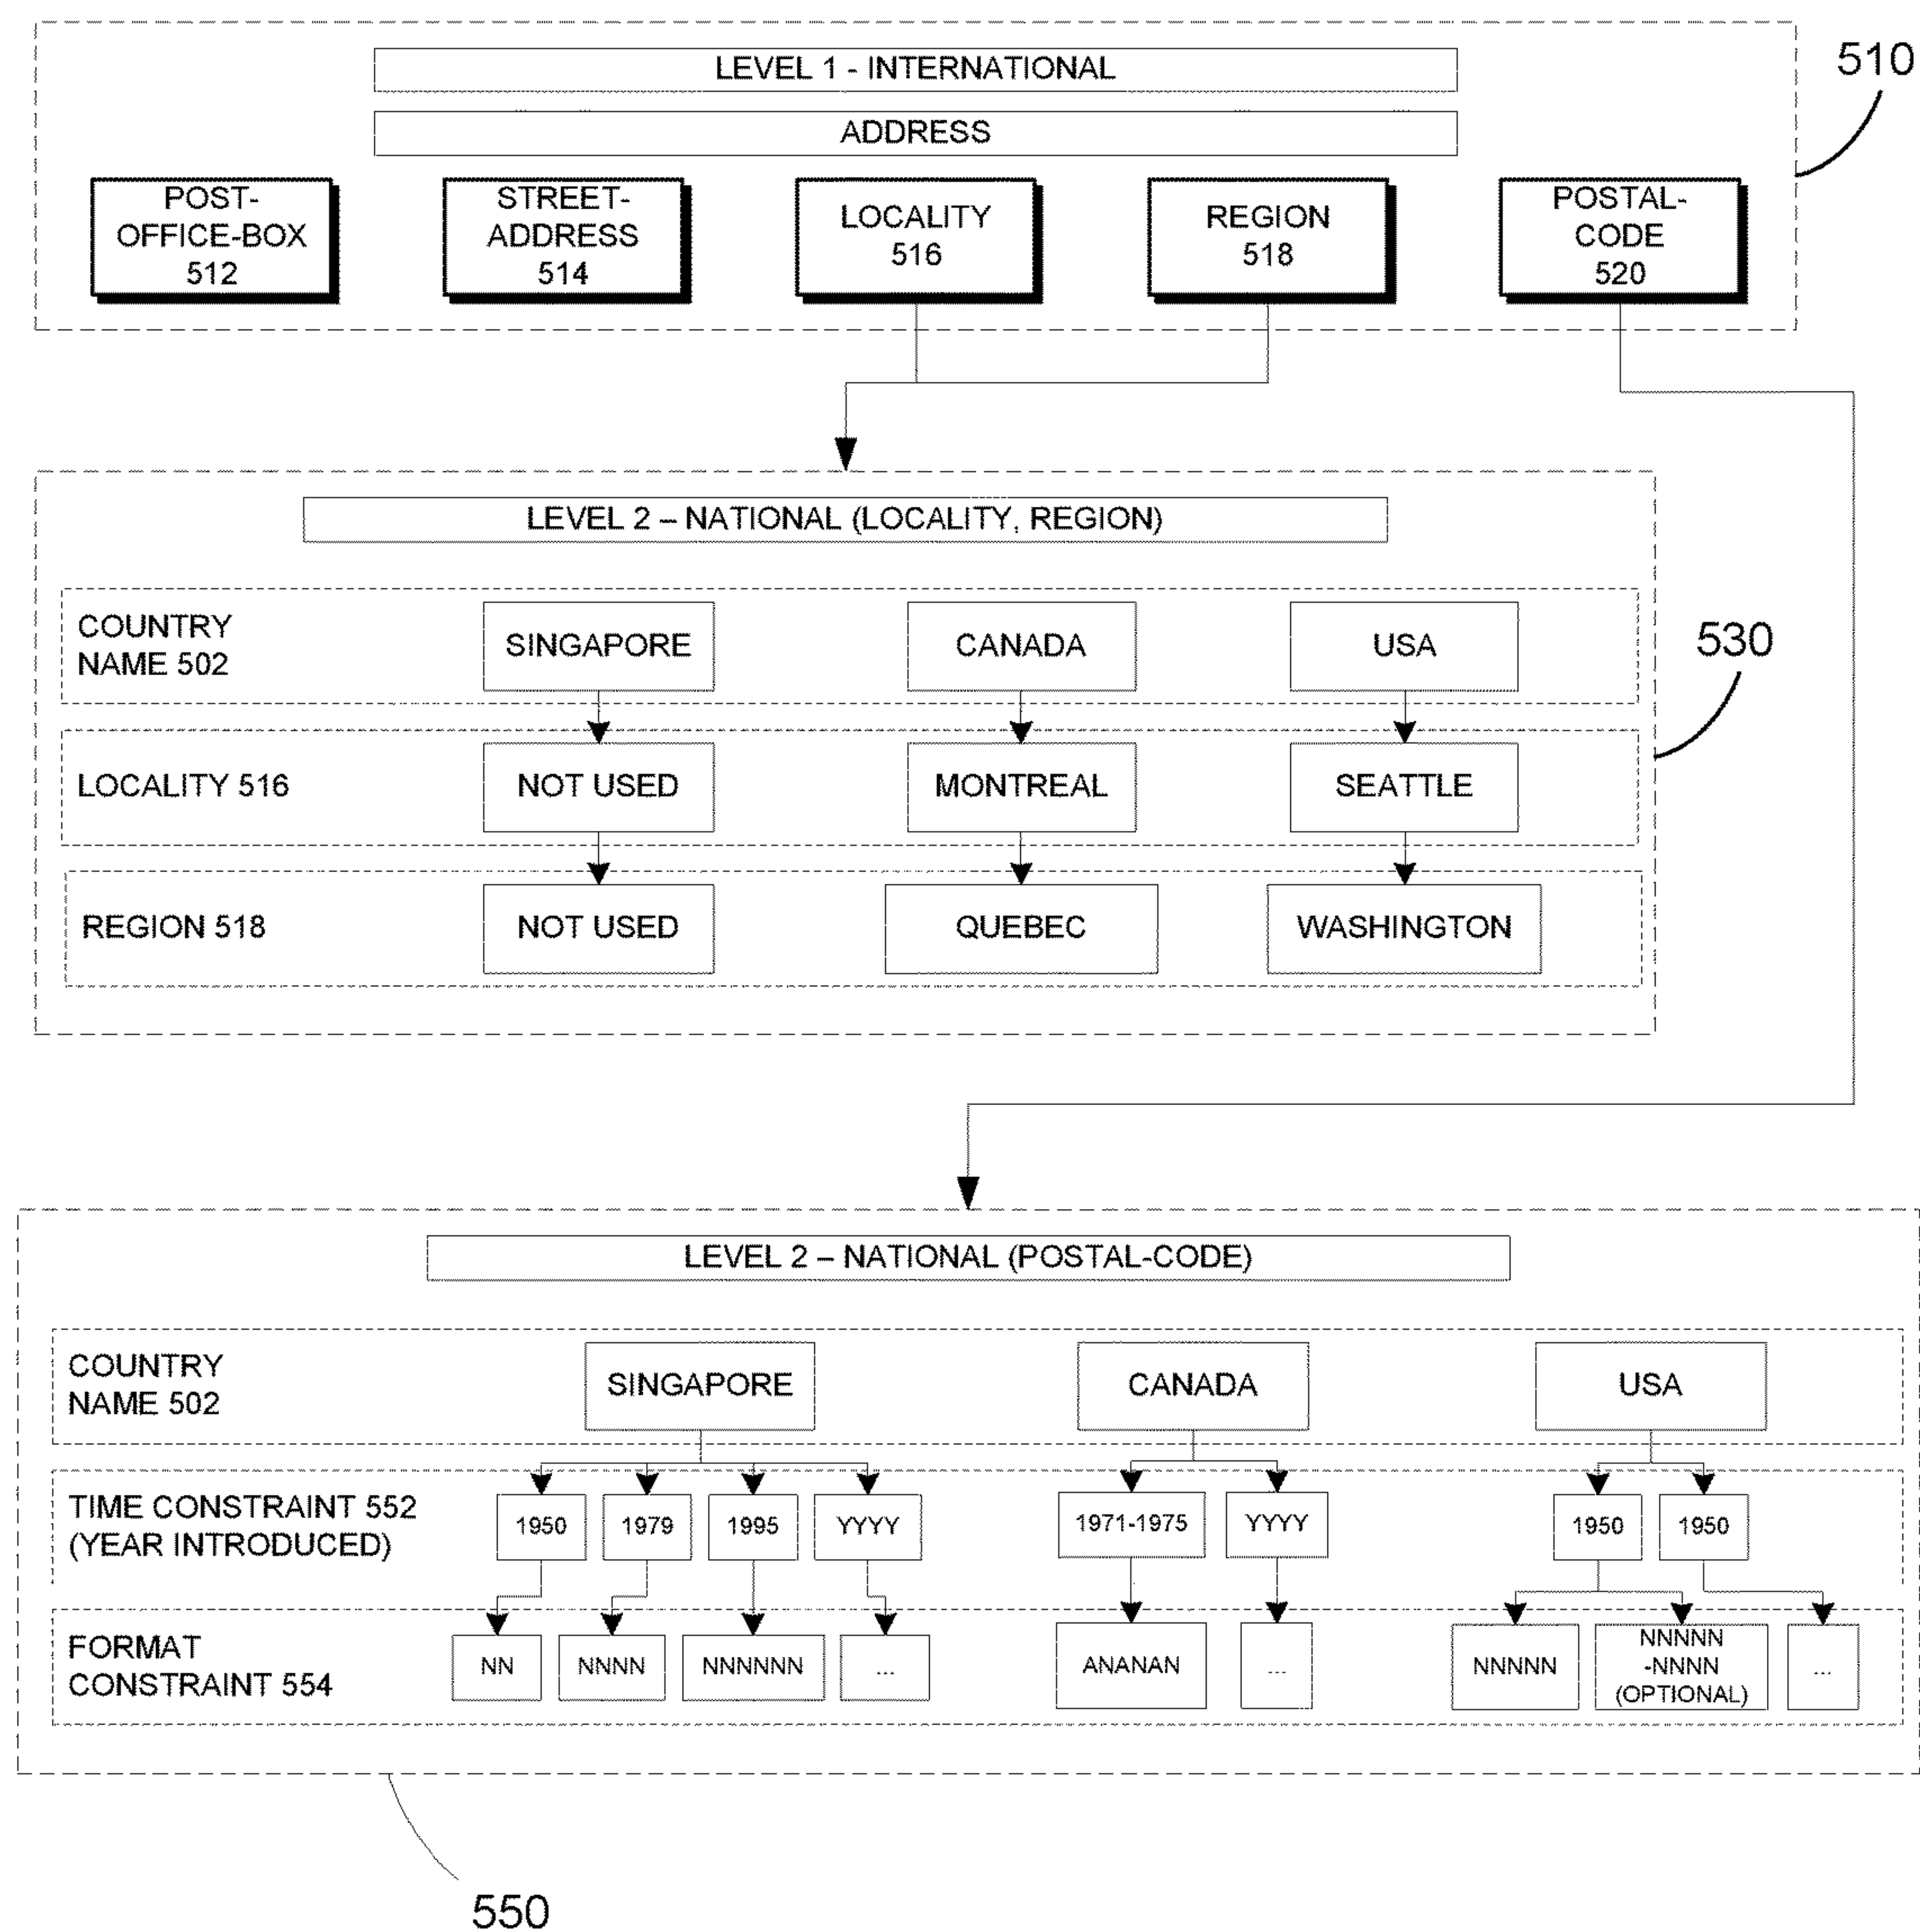 LEVEL 1 - INTERNATIONAL
510
ADDRESS
POST-
OFFICE-BOX
512
STREET-
ADDRESS
514
LOCALITY
516
REGION
518
POSTAL-
CODE
520
LEVEL 2 – NATIONAL (LOCALITY, REGION)
COUNTRY
NAME 502
SINGAPORE
CANADA
USA
530
LOCALITY 516
NOT USED
MONTREAL
SEATTLE
REGION 518
NOT USED
QUEBEC
WASHINGTON
LEVEL 2 – NATIONAL (POSTAL-CODE)
COUNTRY
NAME 502
SINGAPORE
CANADA
USA
TIME CONSTRAINT 552
(YEAR INTRODUCED)
1950
1979
1995
YYYY
1971-1975
YYYY
1950
1950
FORMAT
CONSTRAINT 554
NN
NNNN
NNNNNN
...
ANANAN
...
NNNNN
NNNNN
-NNNN
(OPTIONAL)
...
550